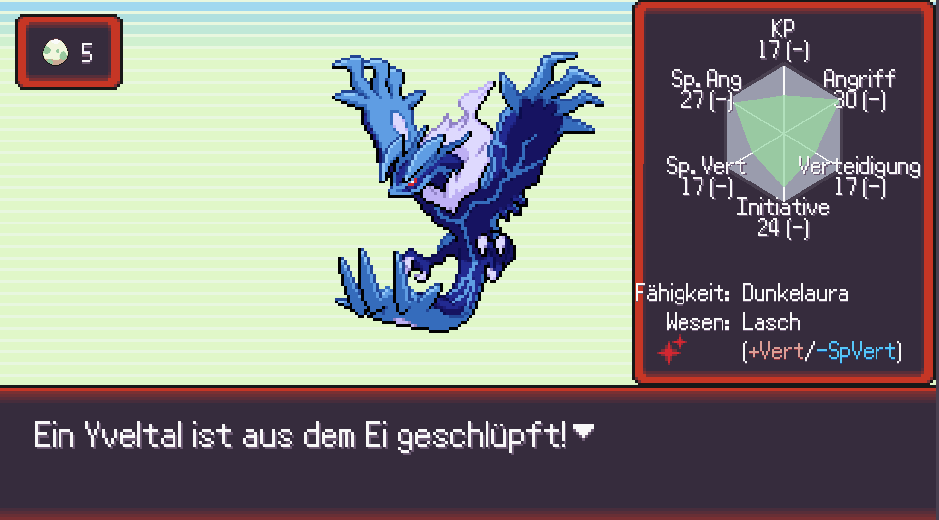 5
KP
17 (-)
Sp. Ang
27 (-)
Angriff
30 (-)
Sp. Vert
17 (-)
Verteidigung
17 (-)
Initiative
24 (-)
Fähigkeit: Dunkelaura
Wesen: Lasch
(+Vert/-SpVert)
Ein Yveltal ist aus dem Ei geschlüpft!